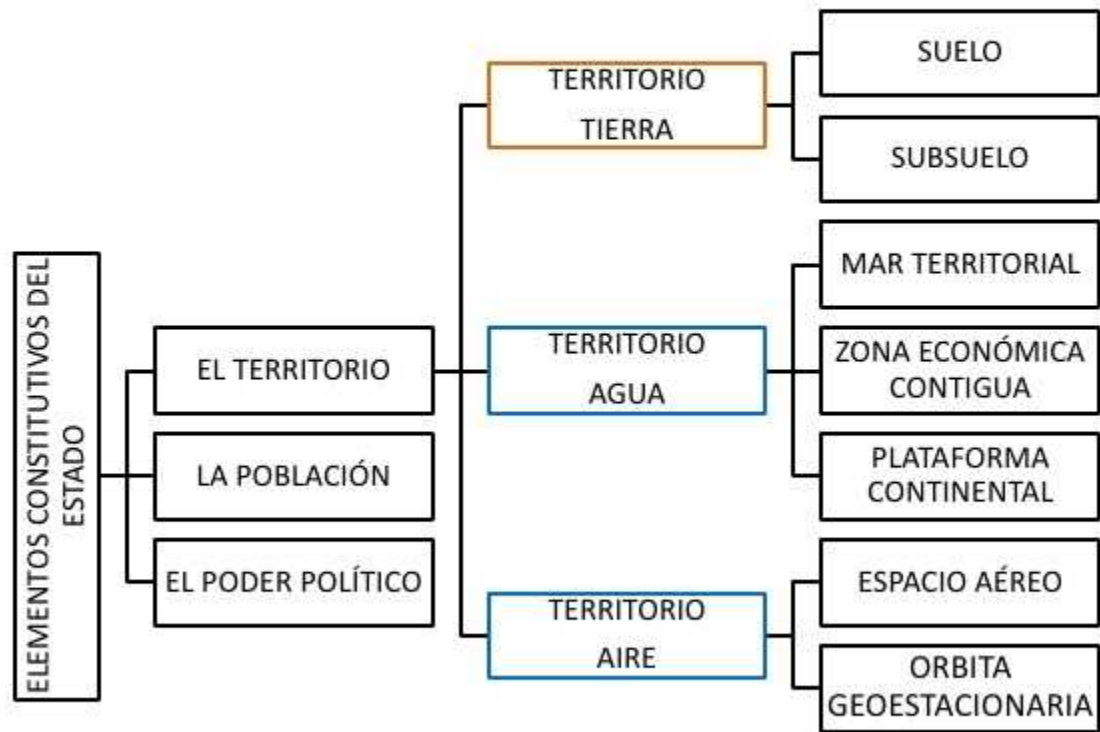 ELEMENTOS CONSTITUTIVOS DEL
ESTADO
EL TERRITORIO
LA POBLACIÓN
EL PODER POLÍTICO
TERRITORIO
TIERRA
TERRITORIO
AGUA
TERRITORIO
AIRE
SUELO
SUBSUELO
MAR TERRITORIAL
ZONA ECONÓMICA
CONTIGUA
PLATAFORMA
CONTINENTAL
ESPACIO AÉREO
ORBITA
GEOESTACIONARIA